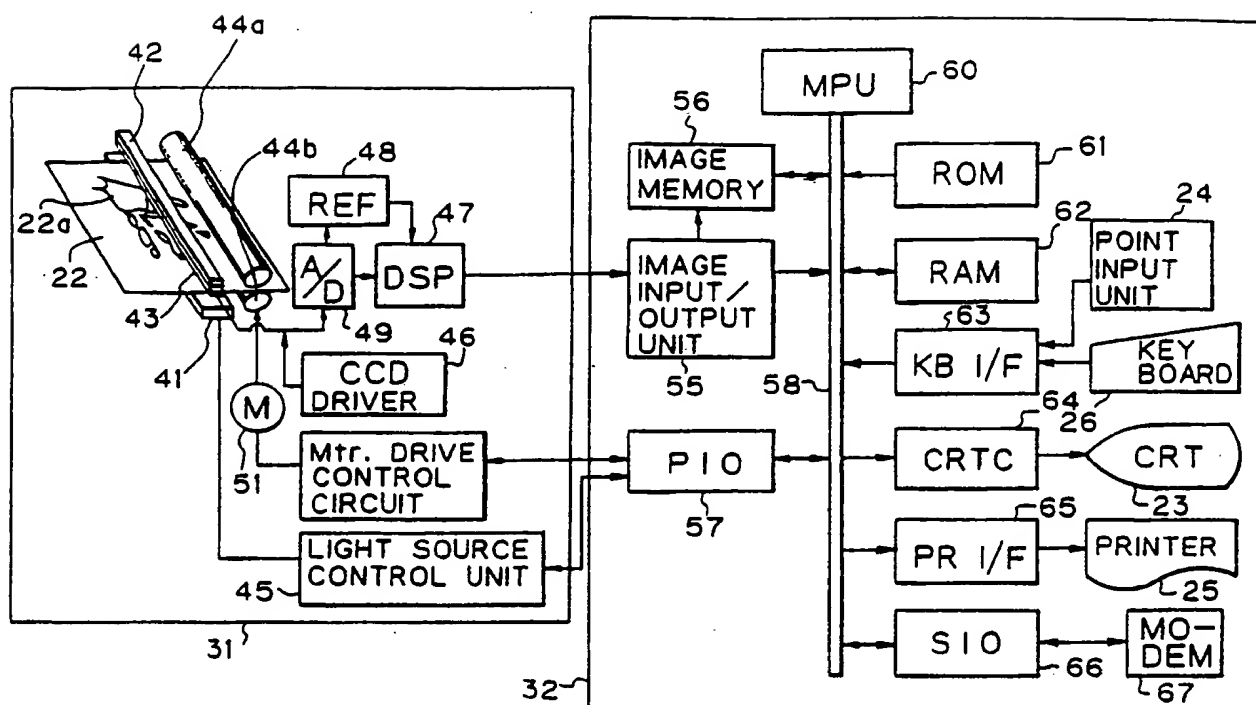 42
44a
44b
22a
22
43
41
48
REF
47
A/D
DSP
49
46
CCD
DRIVER
M
51
Mtr. DRIVE
CONTROL
CIRCUIT
LIGHT SOURCE
CONTROL UNIT
45
31
MPU
60
56
IMAGE
MEMORY
IMAGE
INPUT/
OUTPUT
UNIT
55
58
PIO
57
ROM
61
62
RAM
24
POINT
INPUT
UNIT
63
KB I/F
KEY
BOARD
26
64
CRTC
CRT
23
65
PR I/F
PRINTER
25
SIO
66
MO-
DEM
67
32